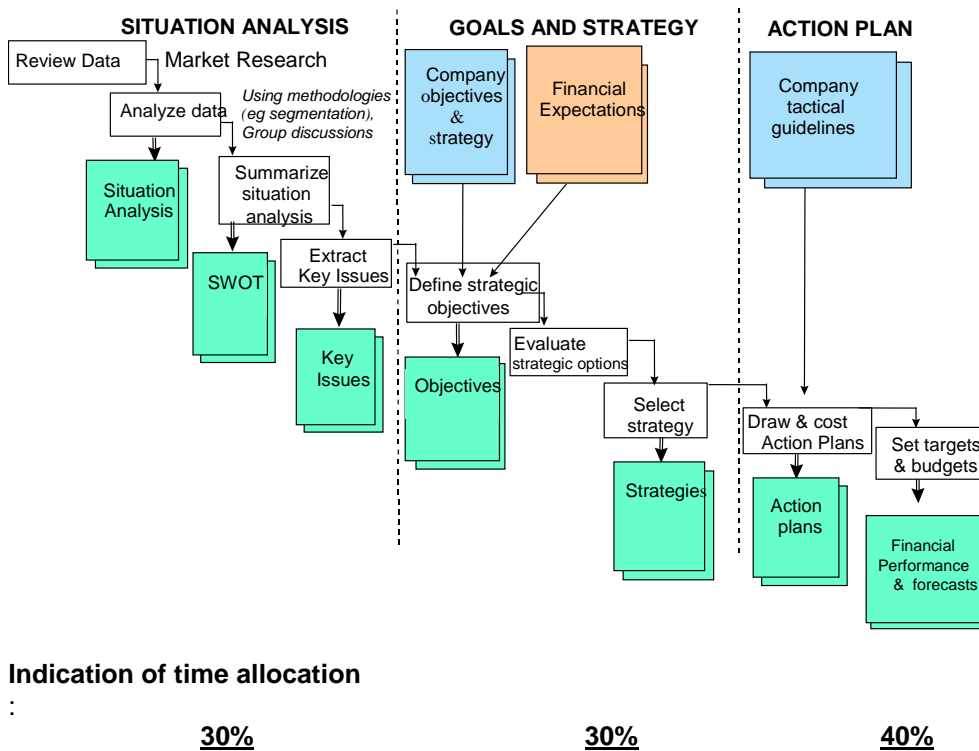 SITUATION ANALYSIS
GOALS AND STRATEGY
ACTION PLAN
Review Data
Market Research
Analyze data
Using methodologies
(eg segmentation),
Group discussions
Situation
Analysis
Summarize
situation
analysis
SWOT
Extract
Key Issues
Key
Issues
Company
objectives
&
strategy
Financial
Expectations
Define strategic
objectives
Objectives
Evaluate
strategic options
Select
strategy
Strategies
Company
tactical
guidelines
Draw & cost
Action Plans
Action
plans
Set targets
& budgets
Financial
Performance
& forecasts
Indication of time allocation
:
30%
30%
40%